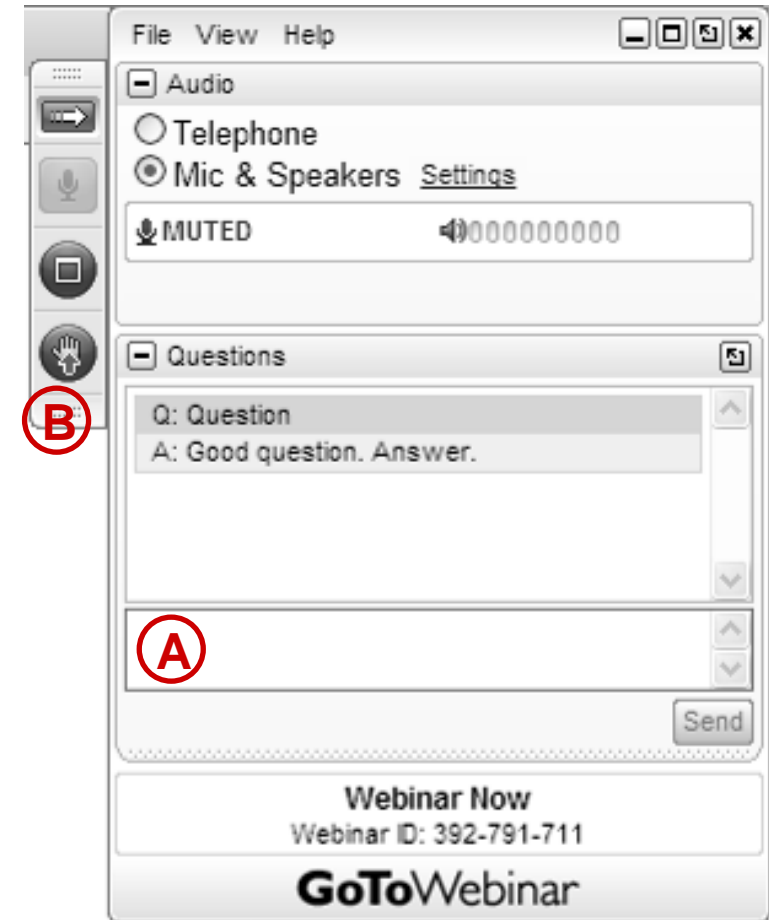 File View Help
Audio
Telephone
Mic & Speakers Settings
MUTED 000000000
Questions
B
Q: Question
A: Good question. Answer.
A
Send
Webinar Now
Webinar ID: 392-791-711
GoToWebinar